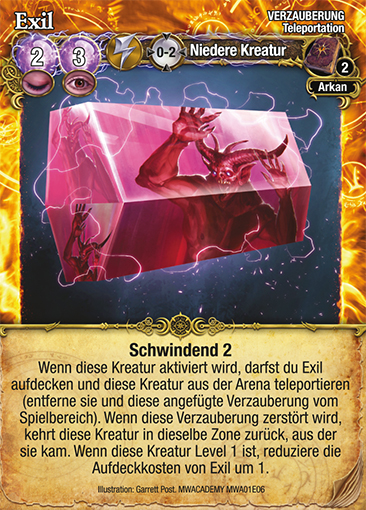 Exil
VERZAUBERUNG
Teleportation
2
3
0-2
Niedere Kreatur
2
Arkan
Schwindend 2
Wenn diese Kreatur aktiviert wird, darfst du Exil
aufdecken und diese Kreatur aus der Arena teleportieren
(entferne sie und diese angefügte Verzauberung vom
Spielbereich). Wenn diese Verzauberung zerstört wird,
kehrt diese Kreatur in dieselbe Zone zurück, aus der
sie kam. Wenn diese Kreatur Level 1 ist, reduziere die
Aufdeckkosten von Exil um 1.
Illustration: Garrett Post. MWACADEMY MWA01E06